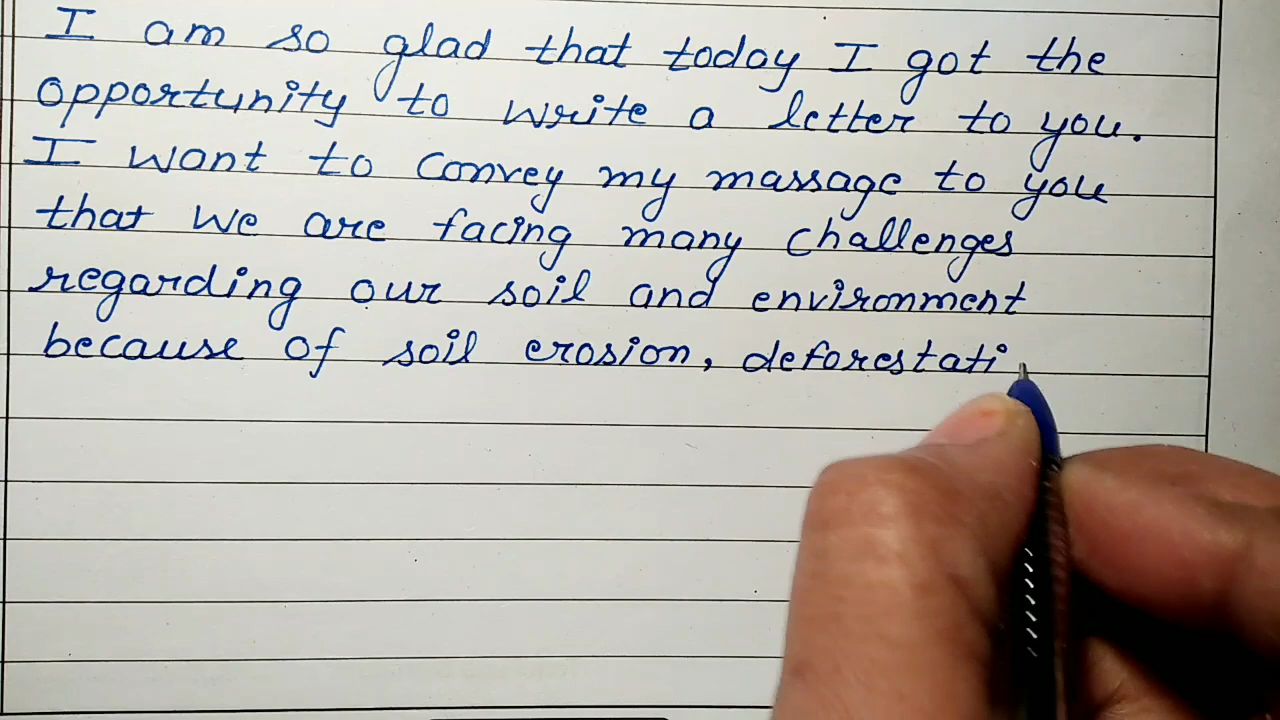 I am so glad that today I got the
opportunity to write a letter to you.
I want to convey my massage to you
that we are facing many challenges
regarding our soil and environment
because of soil erosion, deforestati